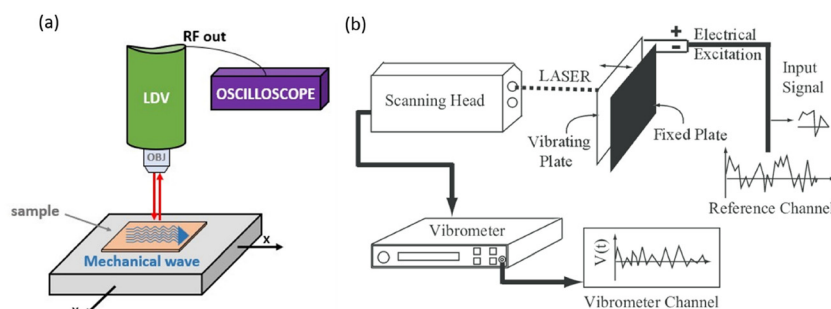 (a)
RF out
LDV
OSCILLOSCOPE
OBJ
sample
Mechanical wave
x
(b)
Scanning Head
LASER
Electrical
Excitation
Input
Signal
Vibrating
Plate
Fixed Plate
Reference Channel
Vibrometer
V(t)
Vibrometer Channel